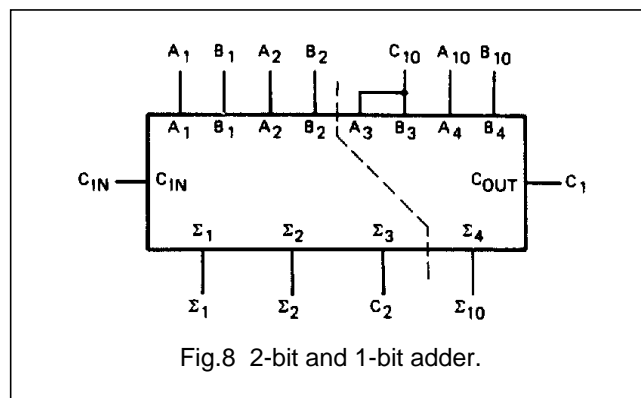 A1 B1 A2 B2 C10 A10 B10
A1 B1 A2 B2 A3 B3 A4 B4
CIN CIN COUT C1
Σ1 Σ2 Σ3 Σ4
Σ1 Σ2 C2 Σ10
Fig.8 2-bit and 1-bit adder.